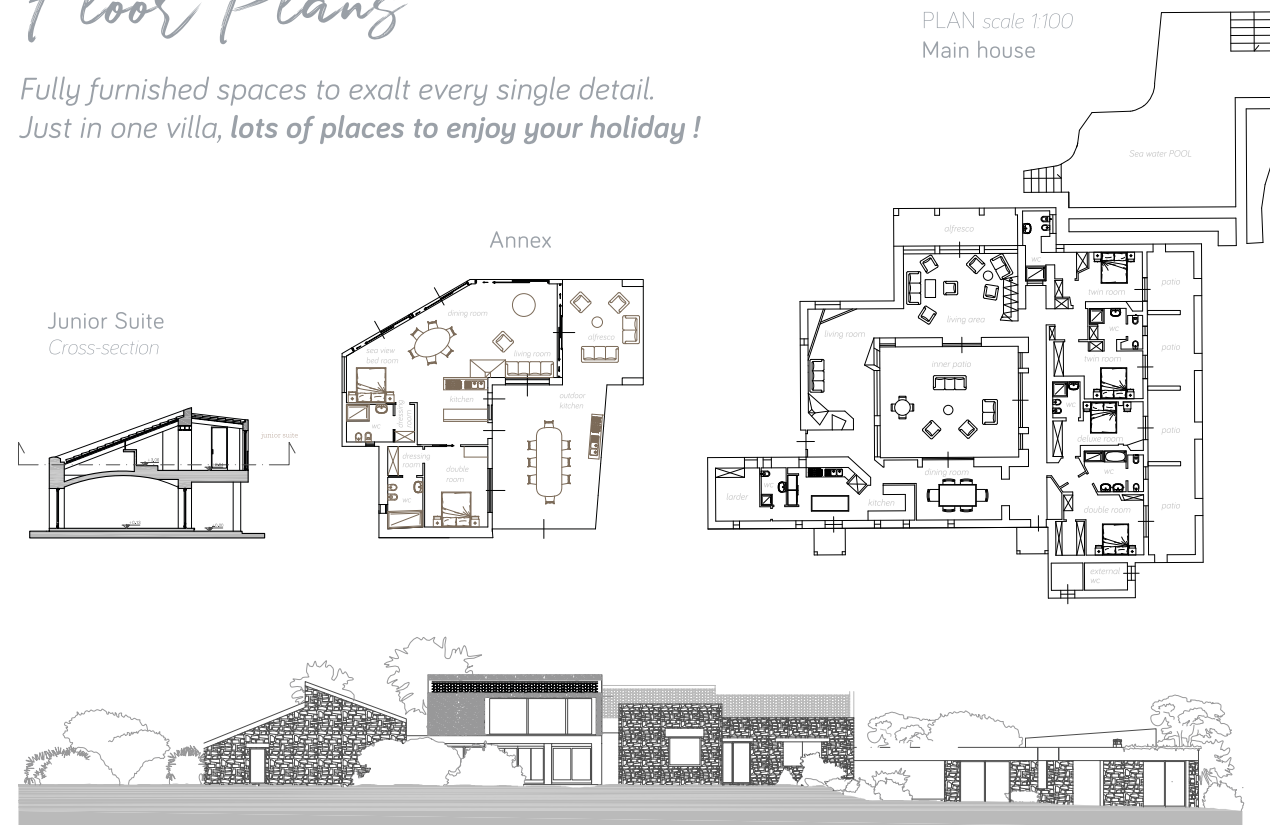 Floor Plans
Fully furnished spaces to exalt every single detail.
Just in one villa, lots of places to enjoy your holiday !
PLAN scale 1:100
Main house
Sea water POOL
alfresco
wc
twin room
patio
living area
living room
wc
patio
inner patio
twin room
wc
deluxe room
patio
dining room
wc
larder
wc
kitchen
double room
patio
external
wc
Annex
dining room
alfresco
sea view
bed room
living room
kitchen
outdoor
kitchen
dressing
room
wc
dressing
room
double
room
wc
Junior Suite
Cross-section
junior suite